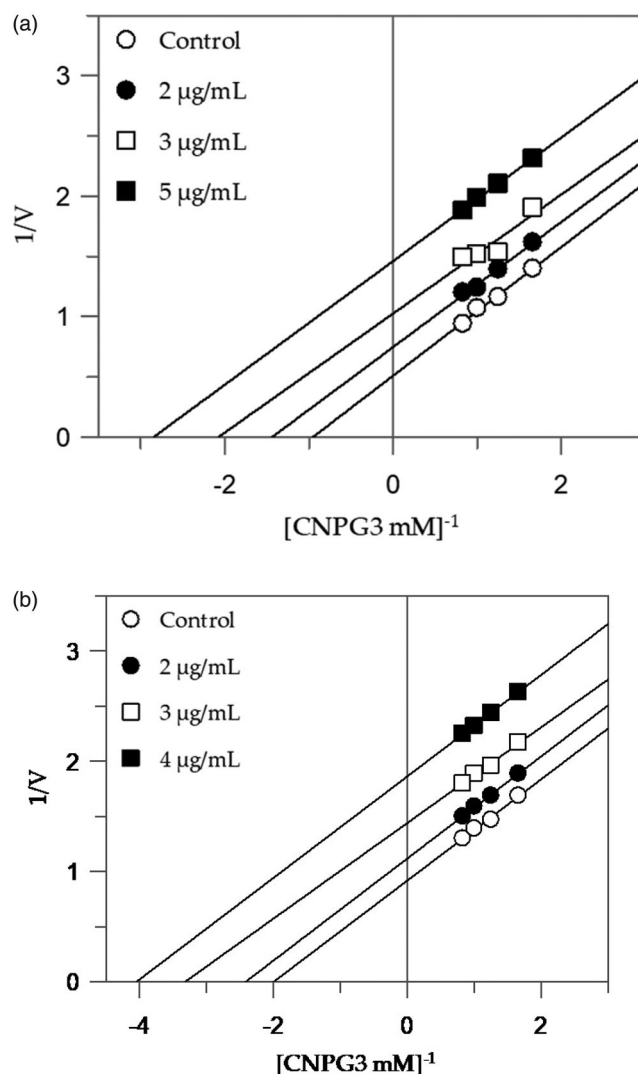 (a)
Control
2 µg/mL
3 µg/mL
5 µg/mL
3
2
1
0
1/V
-2
0
2
[CNPG3 mM]⁻¹
(b)
Control
2 µg/mL
3 µg/mL
4 µg/mL
3
2
1
0
1/V
-4
-2
0
2
[CNPG3 mM]⁻¹